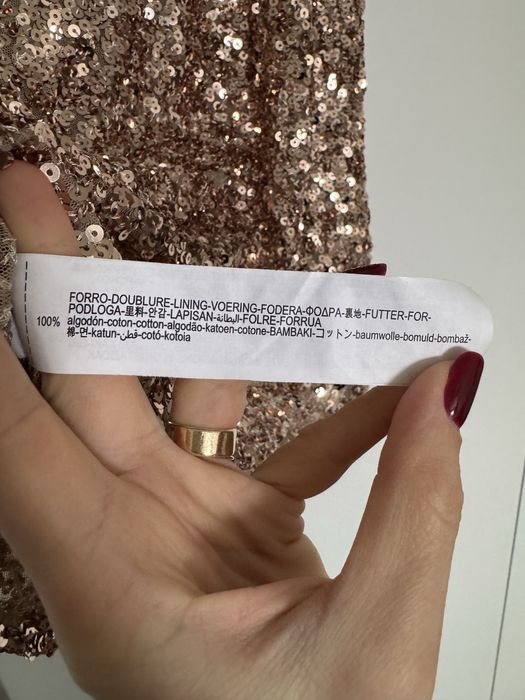 FORRO-DOUBLURE-LINING-VOERING-FODERA-ΦΟΔΡΑ-裏地-FUTTER-FOR-
PODLOGA-里料-안감-LAPISAN-البطانة-FOLRE-FORRUA
100% algodón-coton-cotton-algodão-katoen-cotone-BAMBAKI-コットン-baumwolle-bomuld-bombaž-
棉-면-katun-قطن-cotó-kotoia